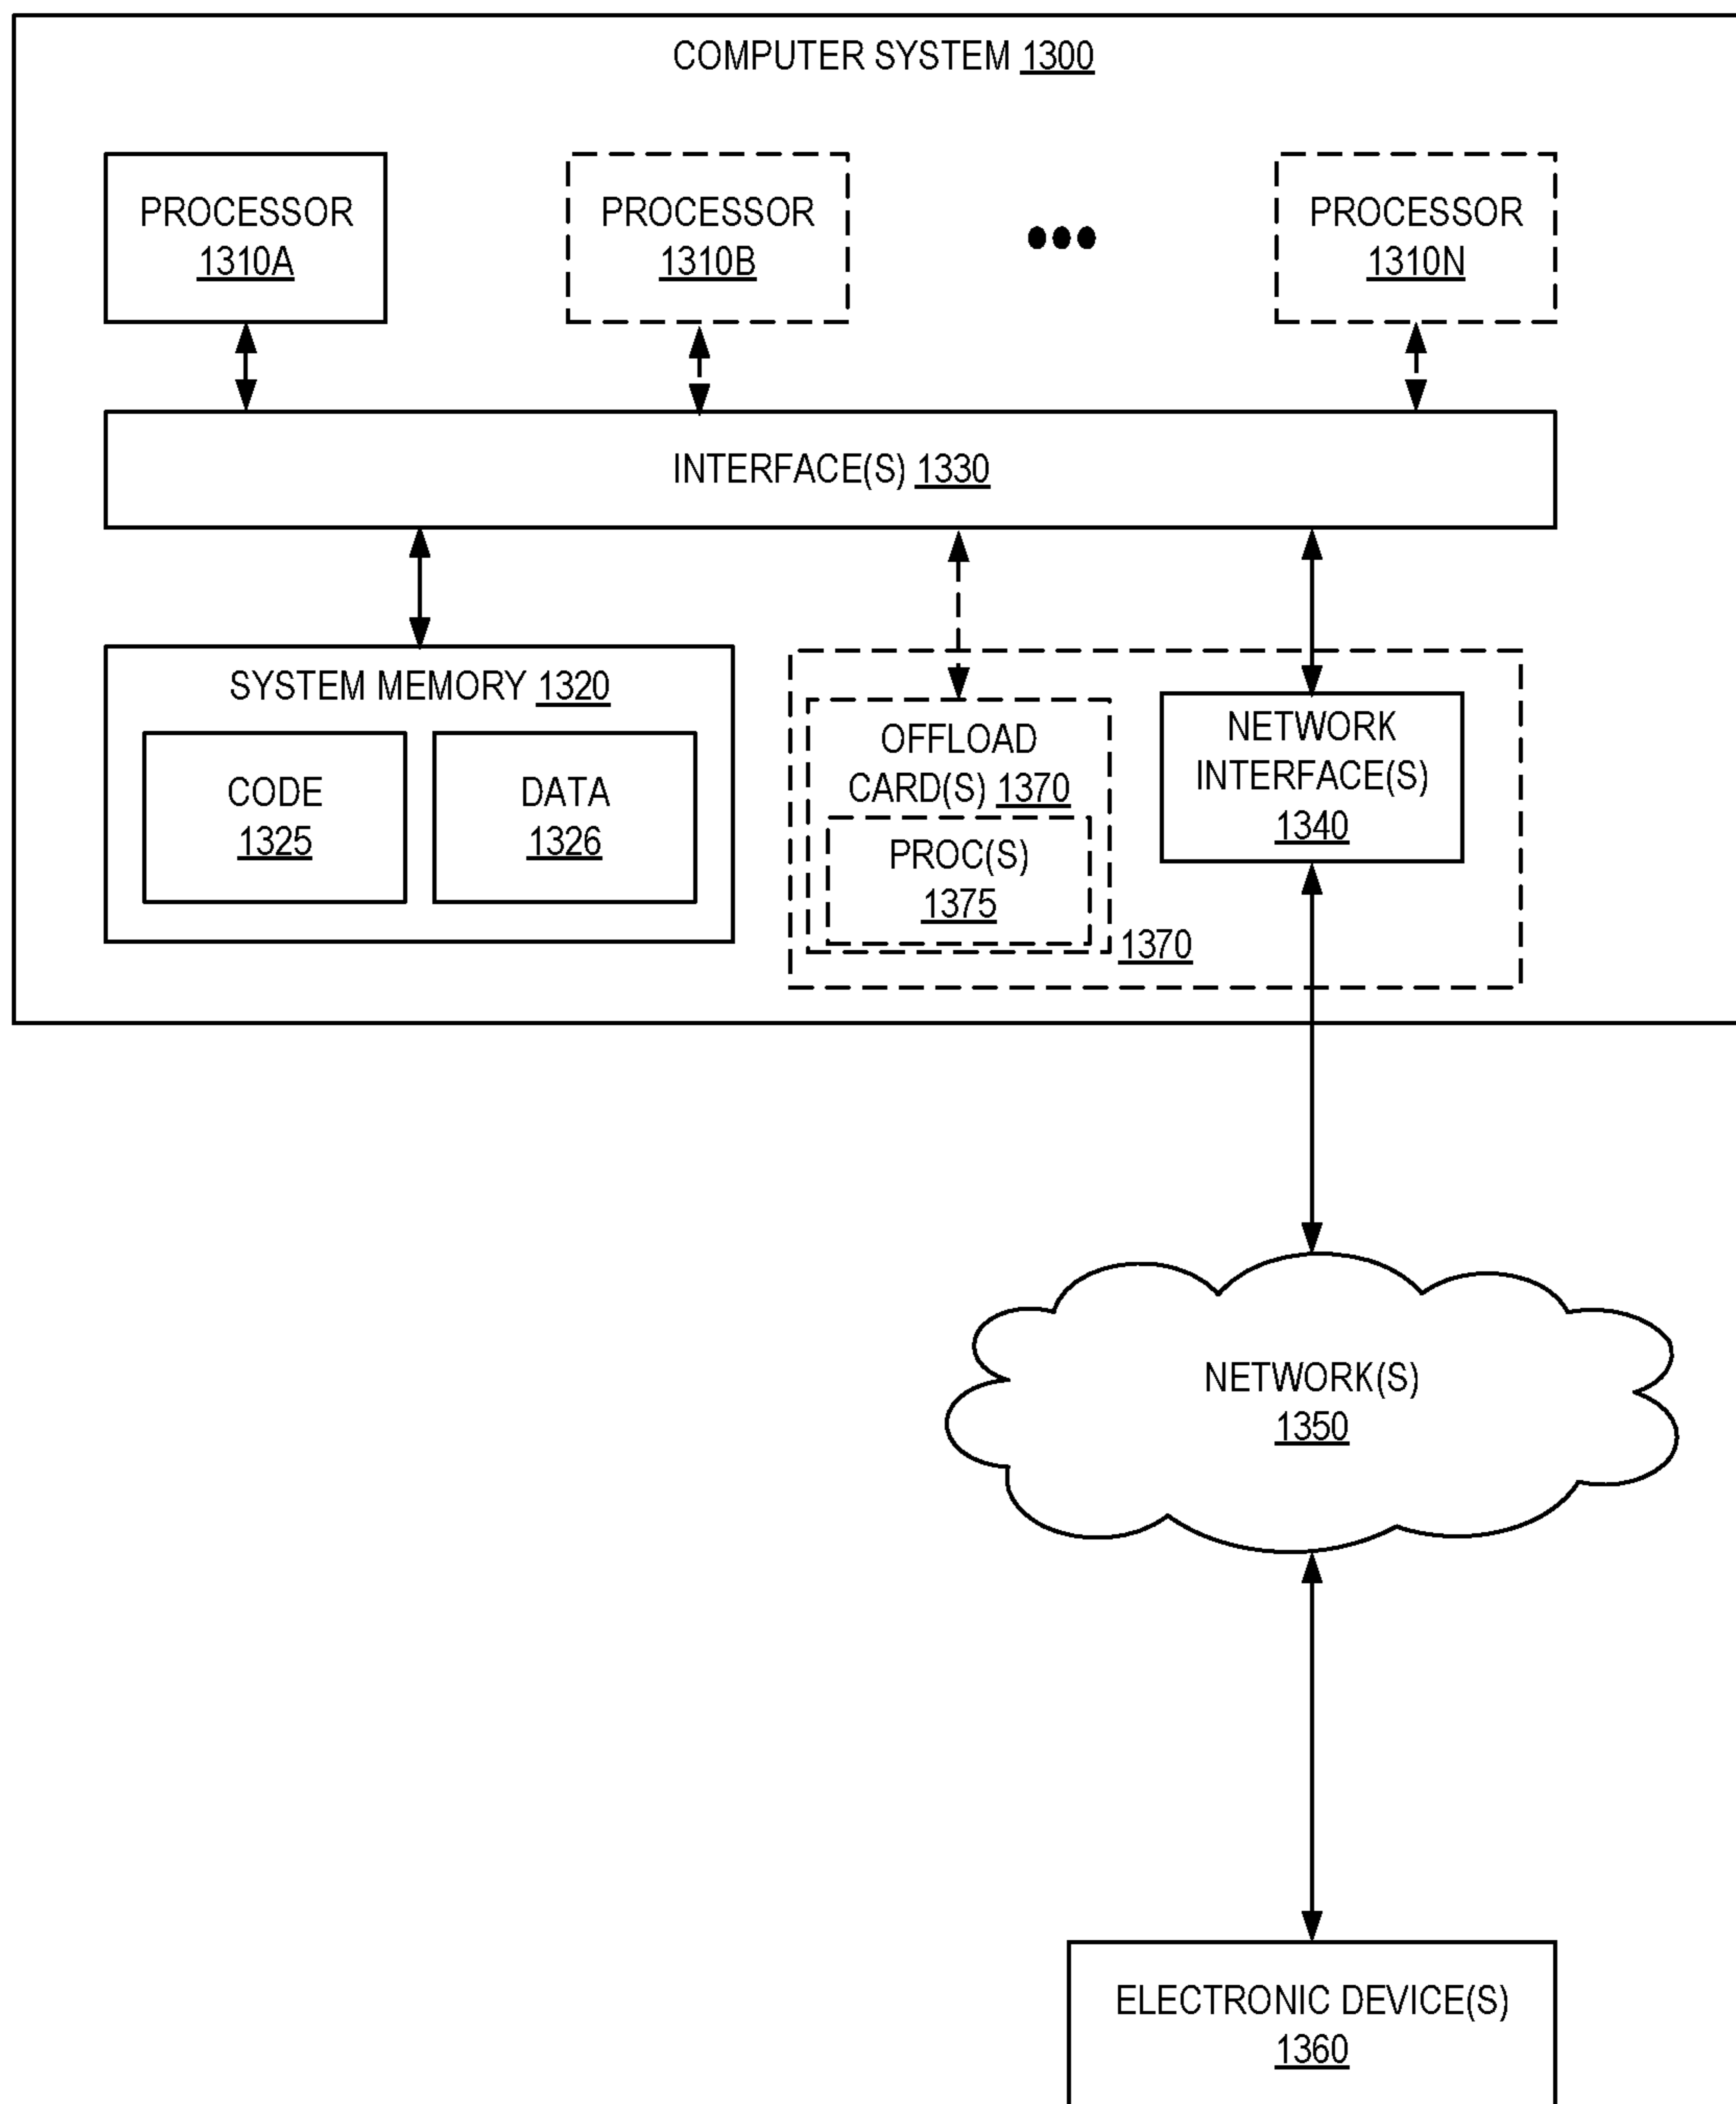 COMPUTER SYSTEM 1300
PROCESSOR
1310A
PROCESSOR
1310B
PROCESSOR
1310N
INTERFACE(S) 1330
SYSTEM MEMORY 1320
CODE
1325
DATA
1326
OFFLOAD
CARD(S) 1370
PROC(S)
1375
1370
NETWORK
INTERFACE(S)
1340
NETWORK(S)
1350
ELECTRONIC DEVICE(S)
1360